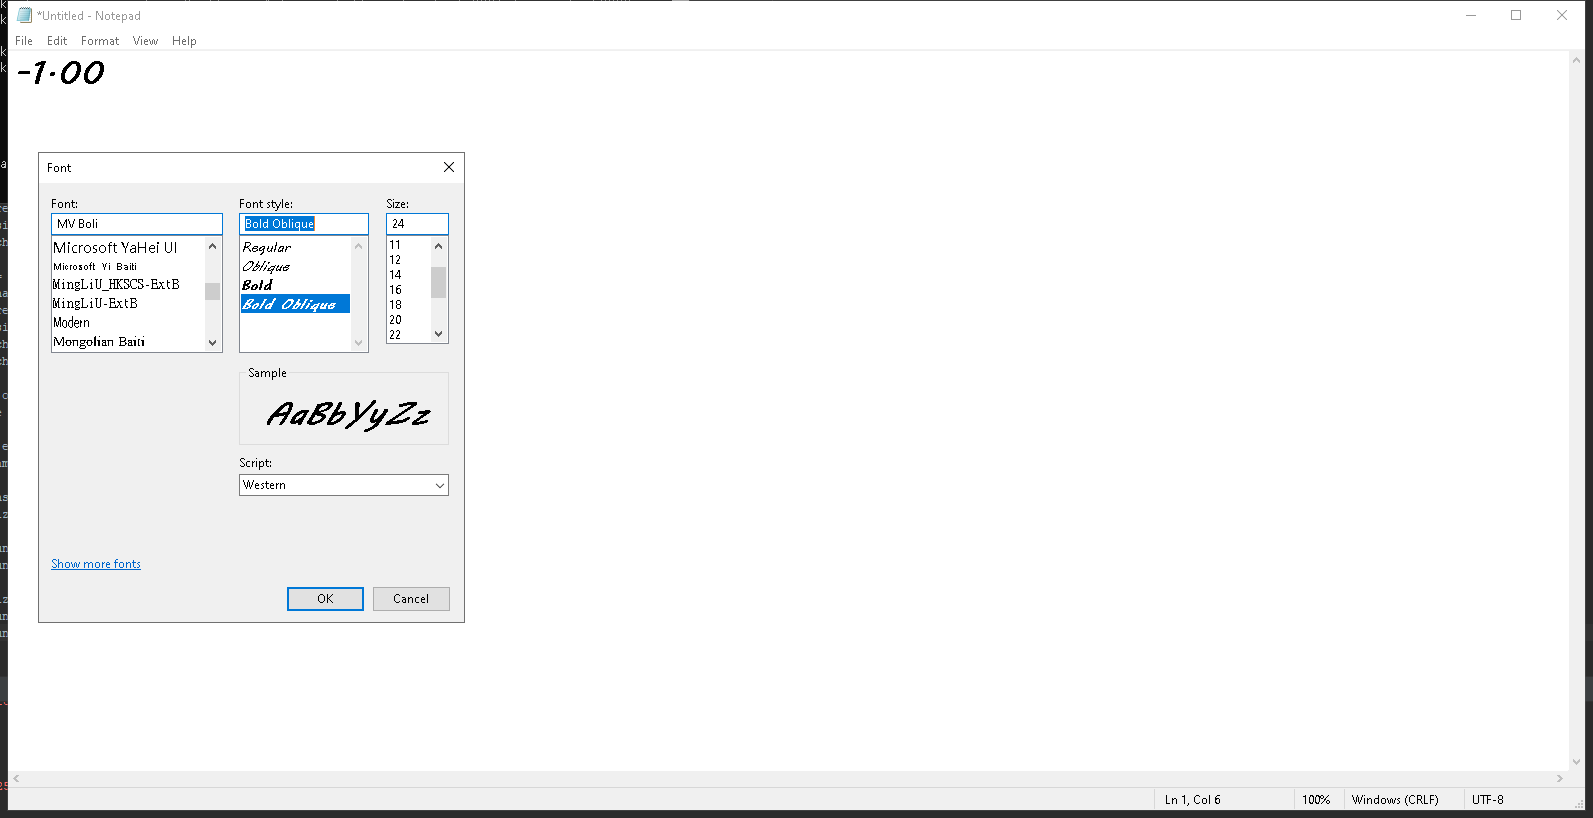 *Untitled - Notepad
File Edit Format View Help
-1.00
Font
Font: Font style: Size:
MV Boli Bold Oblique 24
Microsoft YaHei UI
Microsoft Yi Baiti
MingLiU_HKSCS-ExtB
MingLiU-ExtB
Modern
Mongolian Baiti
Regular
Oblique
Bold
Bold Oblique
11
12
14
16
18
20
22
Sample
AaBbYyZz
Script:
Western
Show more fonts
OK Cancel
Ln 1, Col 6 100% Windows (CRLF) UTF-8